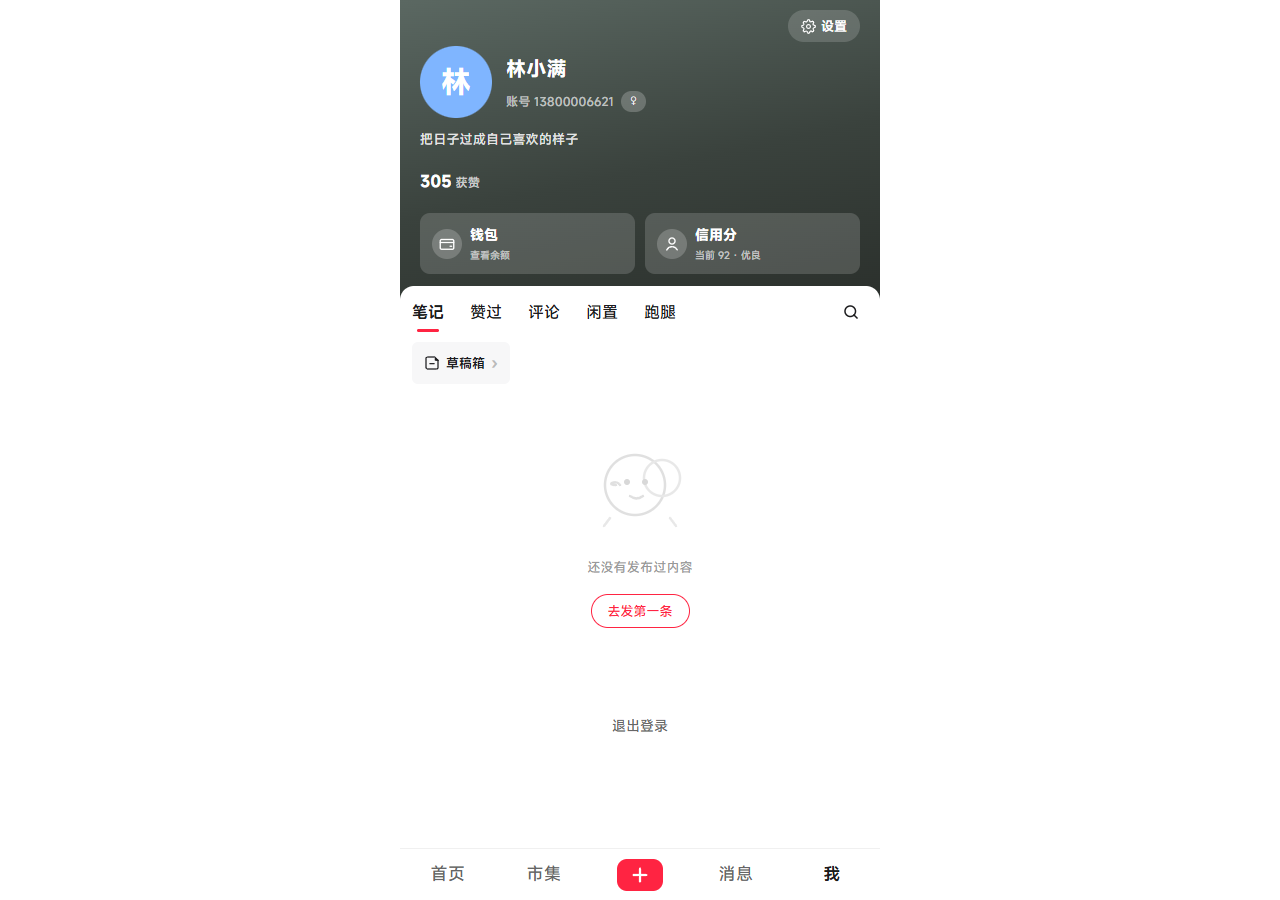 设置
林
林小满
账号 13800006621 ♀
把日子过成自己喜欢的样子
305 获赞
钱包
查看余额
信用分
当前 92 · 优良
笔记 赞过 评论 闲置 跑腿
草稿箱 ›
还没有发布过内容
去发第一条
退出登录
首页 市集 + 消息 我